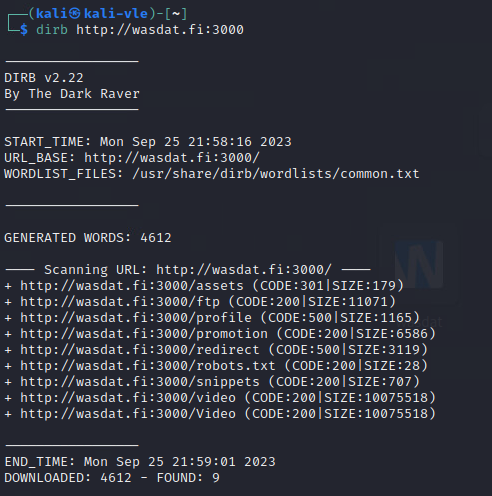 ┌──(kali㉿kali-vle)-[~]
└─$ dirb http://wasdat.fi:3000
-----------------
DIRB v2.22
By The Dark Raver
-----------------
START_TIME: Mon Sep 25 21:58:16 2023
URL_BASE: http://wasdat.fi:3000/
WORDLIST_FILES: /usr/share/dirb/wordlists/common.txt
-----------------
GENERATED WORDS: 4612
---- Scanning URL: http://wasdat.fi:3000/ ----
+ http://wasdat.fi:3000/assets (CODE:301|SIZE:179)
+ http://wasdat.fi:3000/ftp (CODE:200|SIZE:11071)
+ http://wasdat.fi:3000/profile (CODE:500|SIZE:1165)
+ http://wasdat.fi:3000/promotion (CODE:200|SIZE:6586)
+ http://wasdat.fi:3000/redirect (CODE:500|SIZE:3119)
+ http://wasdat.fi:3000/robots.txt (CODE:200|SIZE:28)
+ http://wasdat.fi:3000/snippets (CODE:200|SIZE:707)
+ http://wasdat.fi:3000/video (CODE:200|SIZE:10075518)
+ http://wasdat.fi:3000/Video (CODE:200|SIZE:10075518)
-----------------
END_TIME: Mon Sep 25 21:59:01 2023
DOWNLOADED: 4612 - FOUND: 9